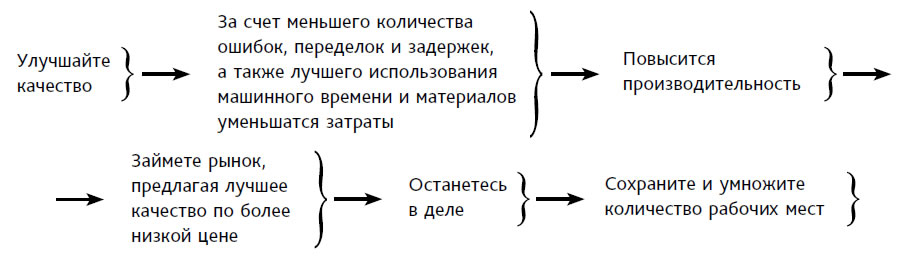 Улучшайте
качество
За счет меньшего количества
ошибок, переделок и задержек,
а также лучшего использования
машинного времени и материалов
уменьшатся затраты
Повысится
производительность
Займете рынок,
предлагая лучшее
качество по более
низкой цене
Останетесь
в деле
Сохраните и умножите
количество рабочих мест